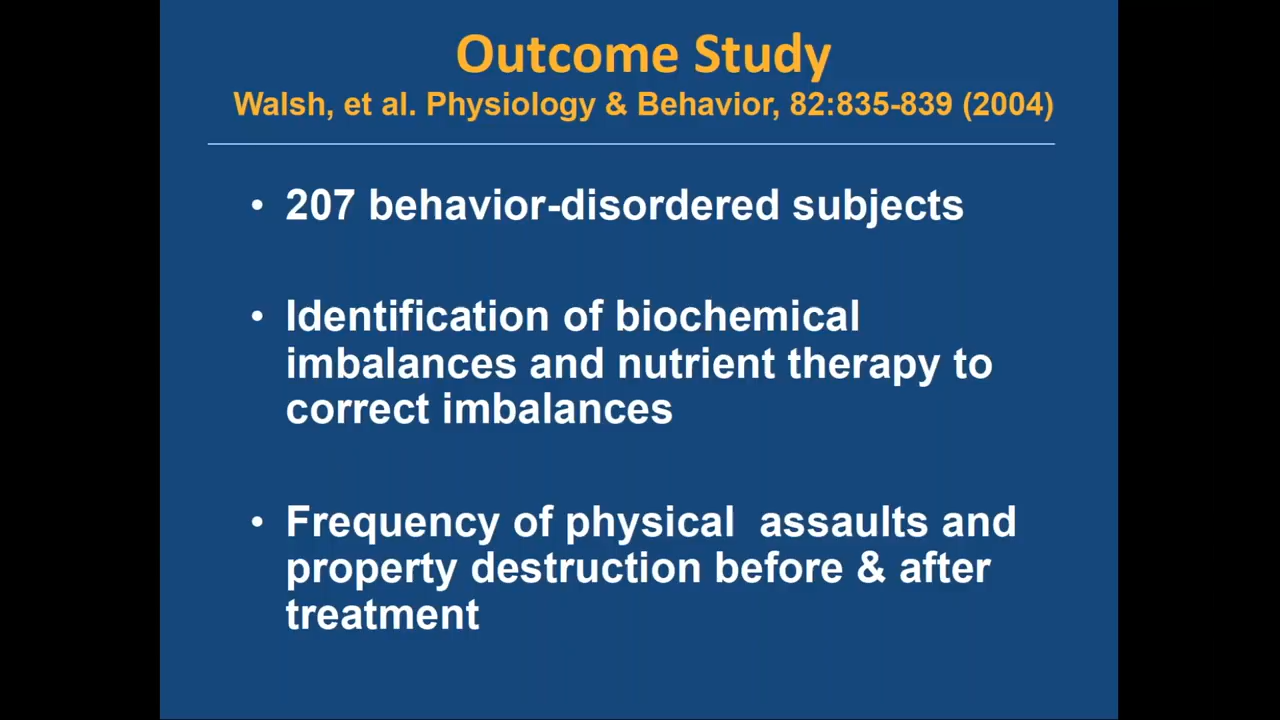 Outcome Study
Walsh, et al. Physiology & Behavior, 82:835-839 (2004)
• 207 behavior-disordered subjects
• Identification of biochemical
imbalances and nutrient therapy to
correct imbalances
• Frequency of physical  assaults and
property destruction before & after
treatment